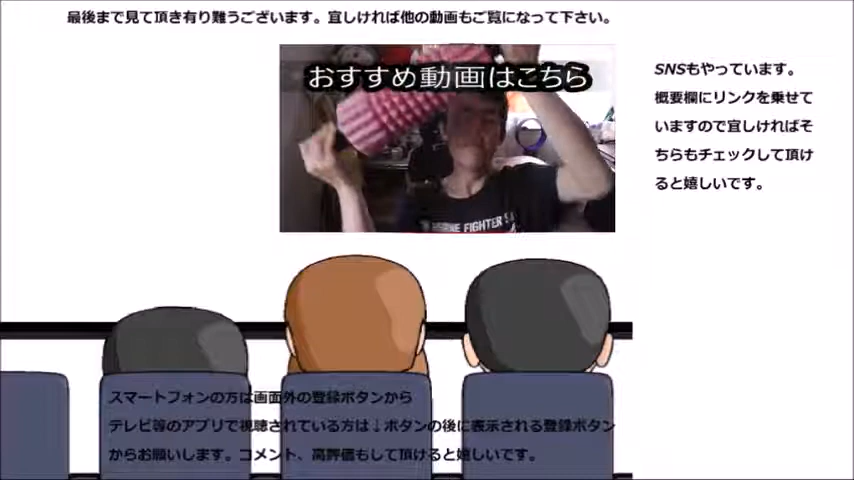 最後まで見て頂き有り難うございます。宜しければ他の動画もご覧になって下さい。
おすすめ動画はこちら
SNSもやっています。
概要欄にリンクを乗せて
いますので宜しければそ
ちらもチェックして頂け
ると嬉しいです。
FIGHTER
スマートフォンの方は画面外の登録ボタンから
テレビ等のアプリで視聴されている方は↓ボタンの後に表示される登録ボタン
からお願いします。コメント、高評価もして頂けると嬉しいです。